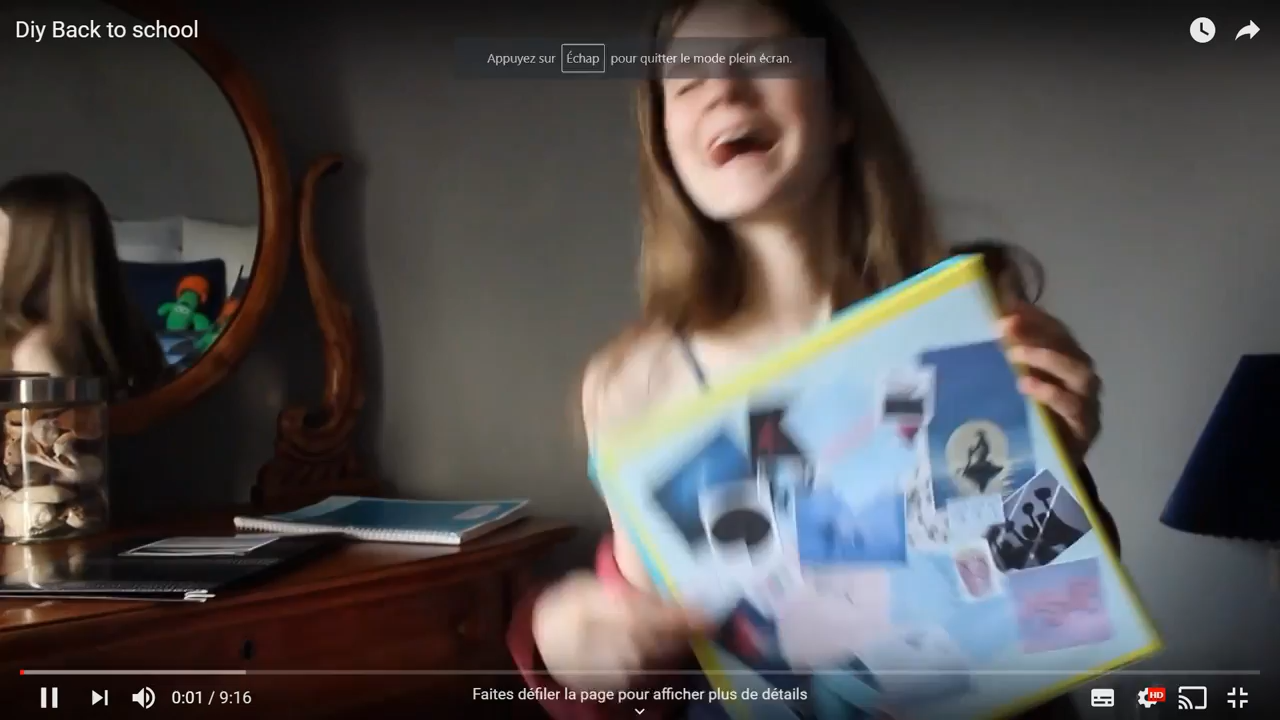 Diy Back to school
Appuyez sur Échap pour quitter le mode plein écran.
0:01 / 9:16
Faites défiler la page pour afficher plus de détails
HD